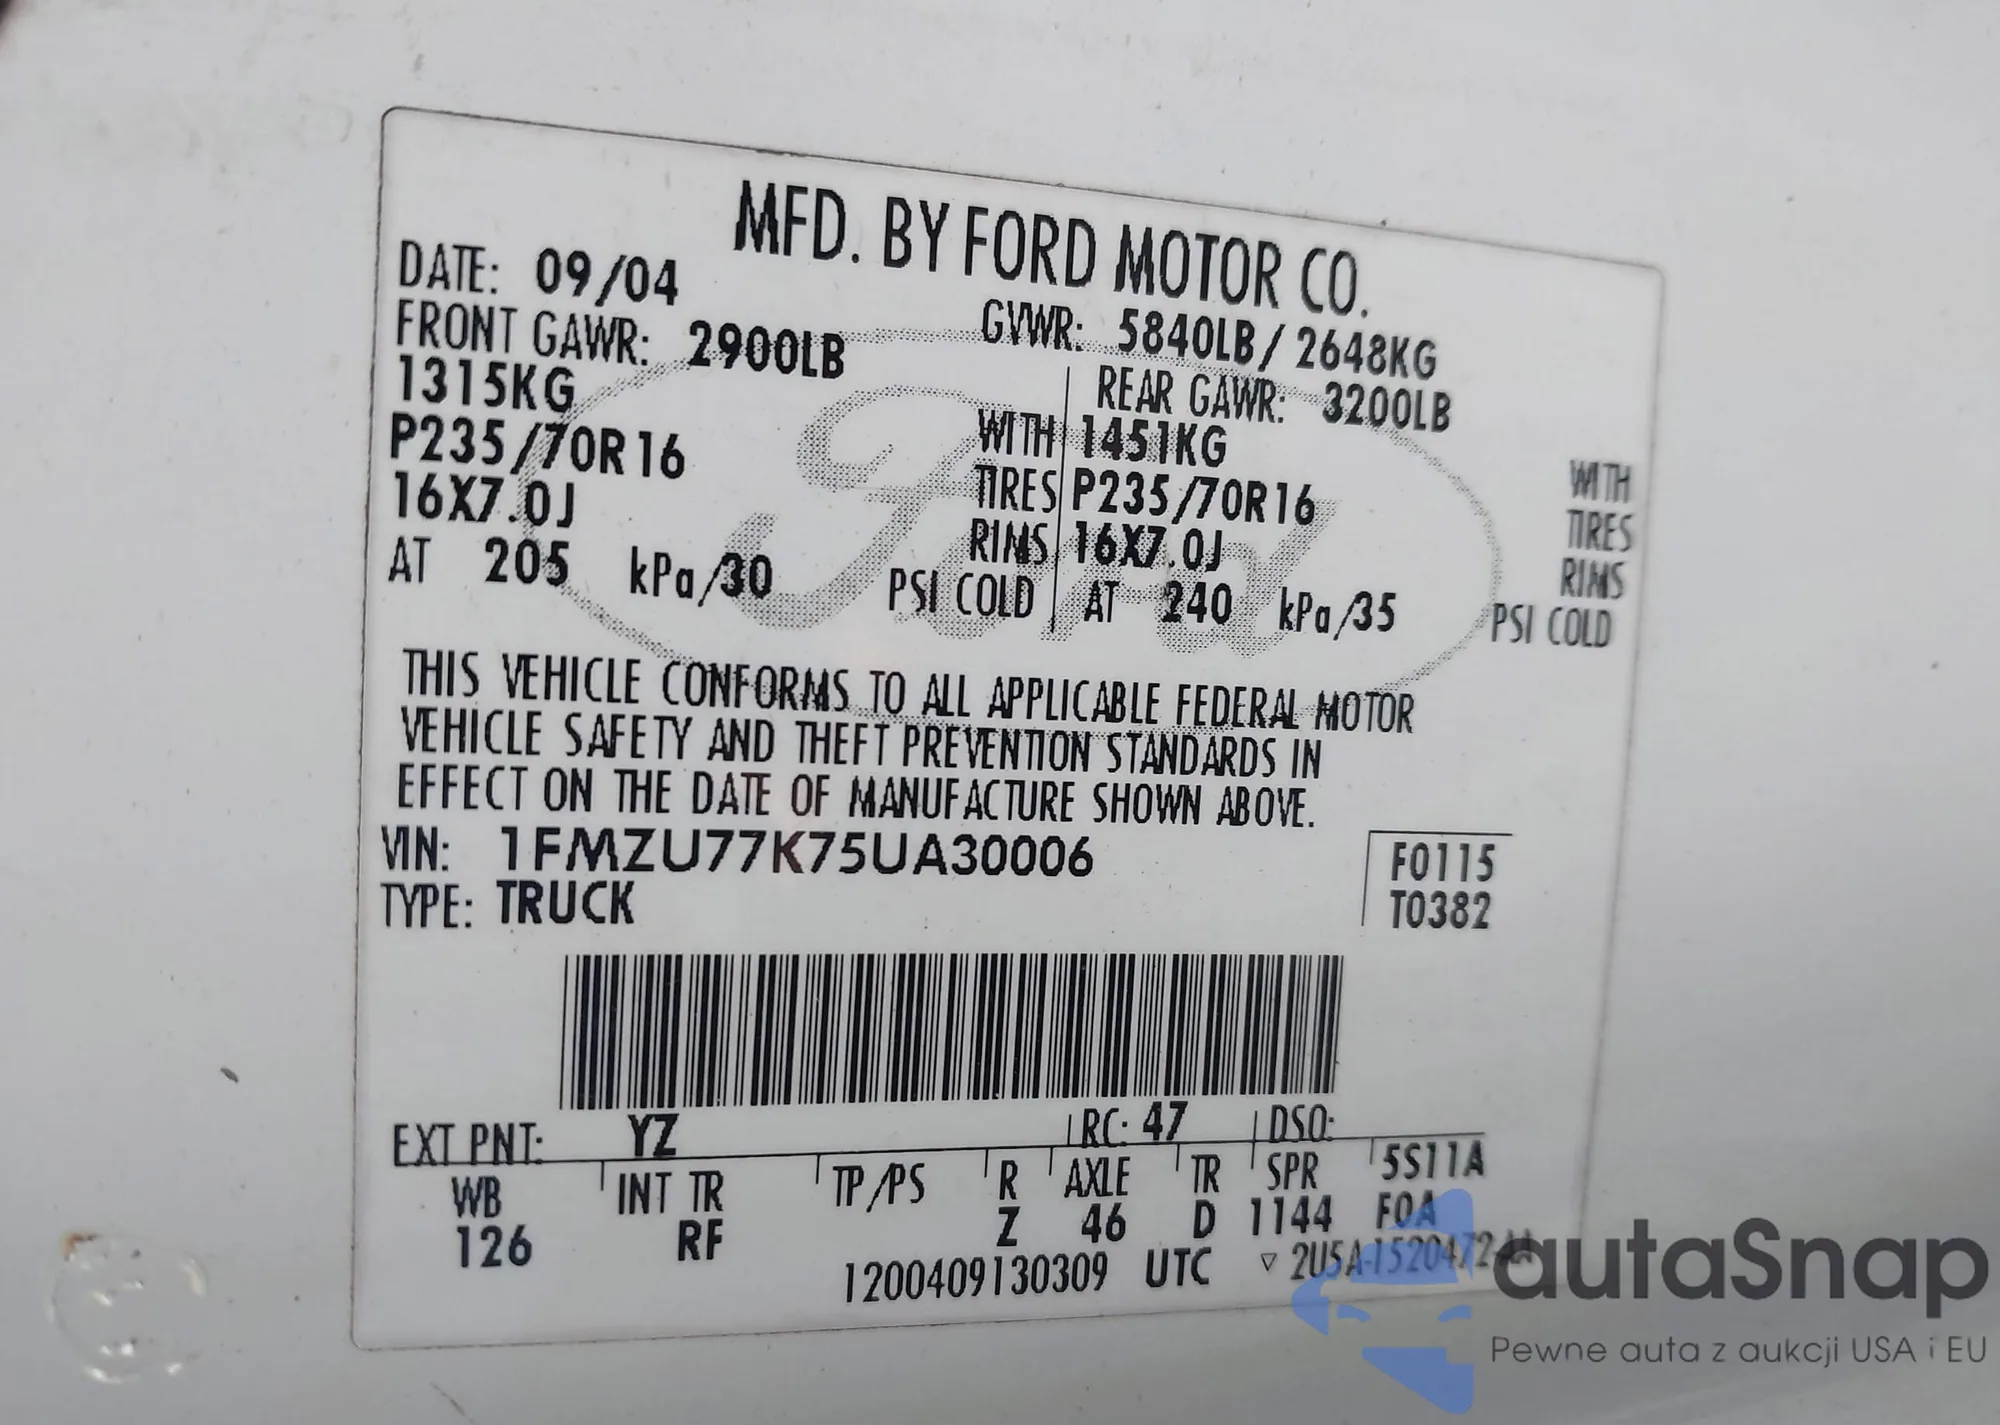 MFD. BY FORD MOTOR CO.
DATE: 09/04
GVWR: 5840LB/ 2648KG
FRONT GAWR: 2900LB
REAR GAWR: 3200LB
1315KG WITH 1451KG WITH
P235/70R16 TIRES P235/70R16 TIRES
16X7.0J RIMS 16X7.0J RIMS
AT 205 kPa/30 PSI COLD AT 240 kPa/35 PSI COLD
Ford
THIS VEHICLE CONFORMS TO ALL APPLICABLE FEDERAL MOTOR
VEHICLE SAFETY AND THEFT PREVENTION STANDARDS IN
EFFECT ON THE DATE OF MANUFACTURE SHOWN ABOVE.
VIN: 1FMZU77K75UA30006 F0115
TYPE: TRUCK T0382
EXT PNT: YZ RC: 47 DSO:
WB INT TR TP/PS R AXLE TR SPR 5S11A
126 RF Z 46 D 1144 F0A
1200409130309 UTC ▽ 2U5A-1520472-AA
autaSnap
Pewne auta z aukcji USA i EU